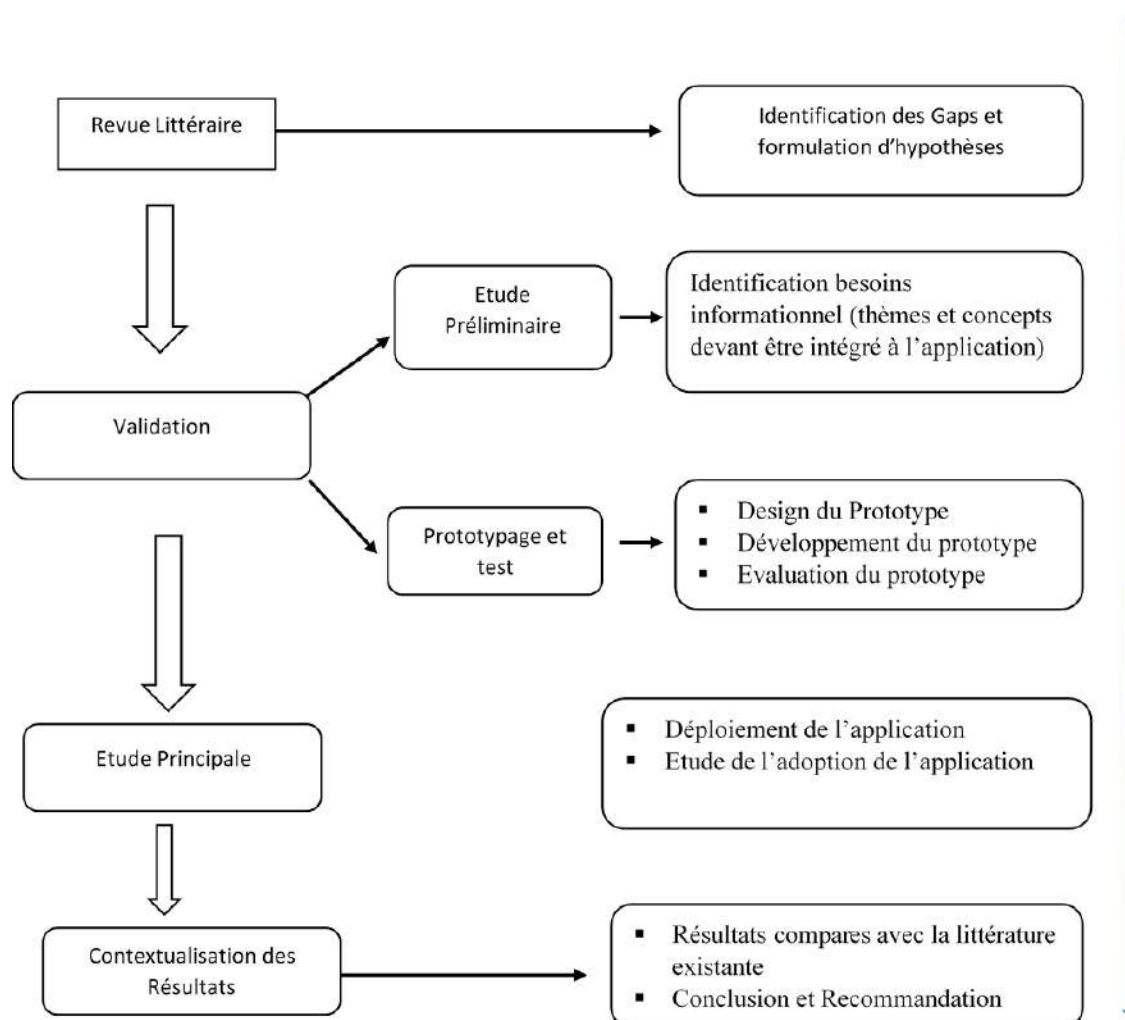 Revue Littéraire
Identification des Gaps et
formulation d'hypothèses
Etude
Préliminaire
Identification besoins
informationnel (thèmes et concepts
devant être intégré à l'application)
Validation
Prototypage et
test
▪ Design du Prototype
▪ Développement du prototype
▪ Evaluation du prototype
Etude Principale
▪ Déploiement de l'application
▪ Etude de l'adoption de l'application
Contextualisation des
Résultats
▪ Résultats compares avec la littérature
existante
▪ Conclusion et Recommandation